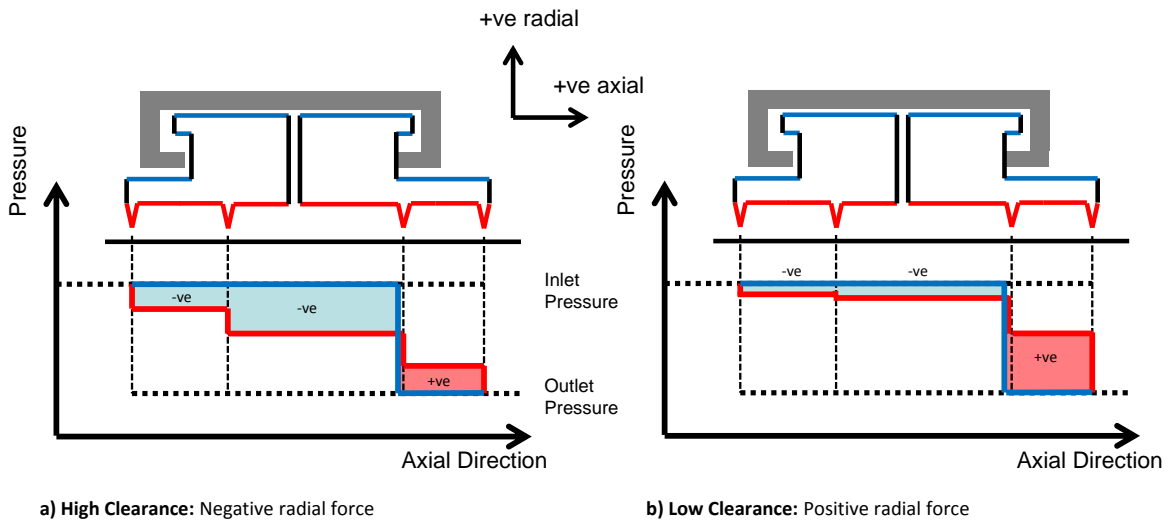 +ve radial
+ve axial
Pressure
-ve
-ve
+ve
Inlet
Pressure
Outlet
Pressure
Axial Direction
a) High Clearance: Negative radial force
Pressure
-ve
-ve
+ve
Axial Direction
b) Low Clearance: Positive radial force